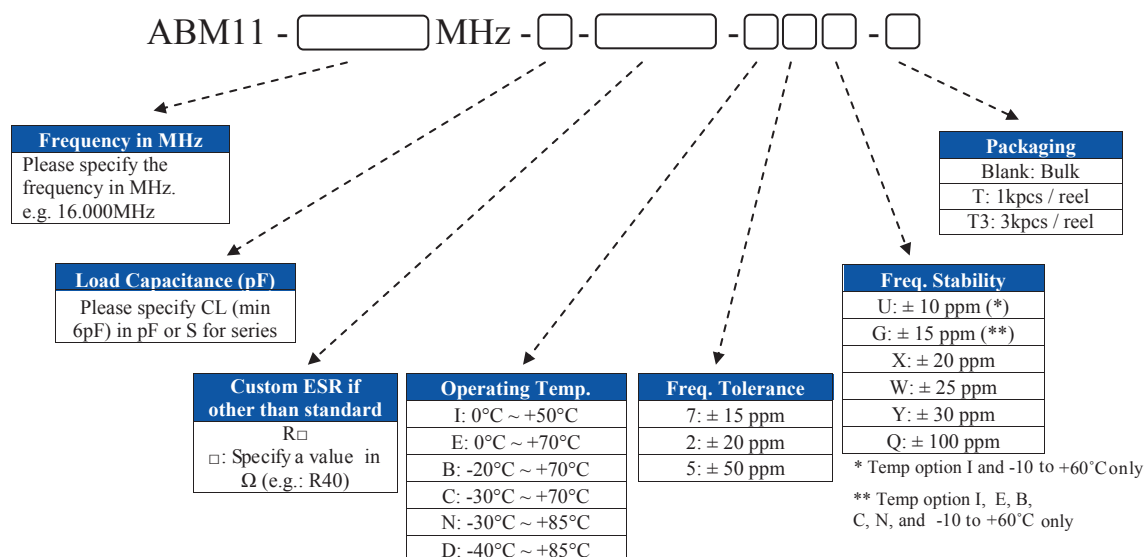 ABM11 - MHz - - - -
Frequency in MHz
Please specify the
frequency in MHz.
e.g. 16.000MHz
Load Capacitance (pF)
Please specify CL (min
6pF) in pF or S for series
Custom ESR if
other than standard
R□
□: Specify a value in
Ω (e.g.: R40)
Operating Temp.
I: 0°C ~ +50°C
E: 0°C ~ +70°C
B: -20°C ~ +70°C
C: -30°C ~ +70°C
N: -30°C ~ +85°C
D: -40°C ~ +85°C
Freq. Tolerance
7: ± 15 ppm
2: ± 20 ppm
5: ± 50 ppm
Freq. Stability
U: ± 10 ppm (*)
G: ± 15 ppm (**)
X: ± 20 ppm
W: ± 25 ppm
Y: ± 30 ppm
Q: ± 100 ppm
* Temp option I and -10 to +60˚C only
** Temp option I, E, B,
C, N, and -10 to +60˚C only
Packaging
Blank: Bulk
T: 1kpcs / reel
T3: 3kpcs / reel